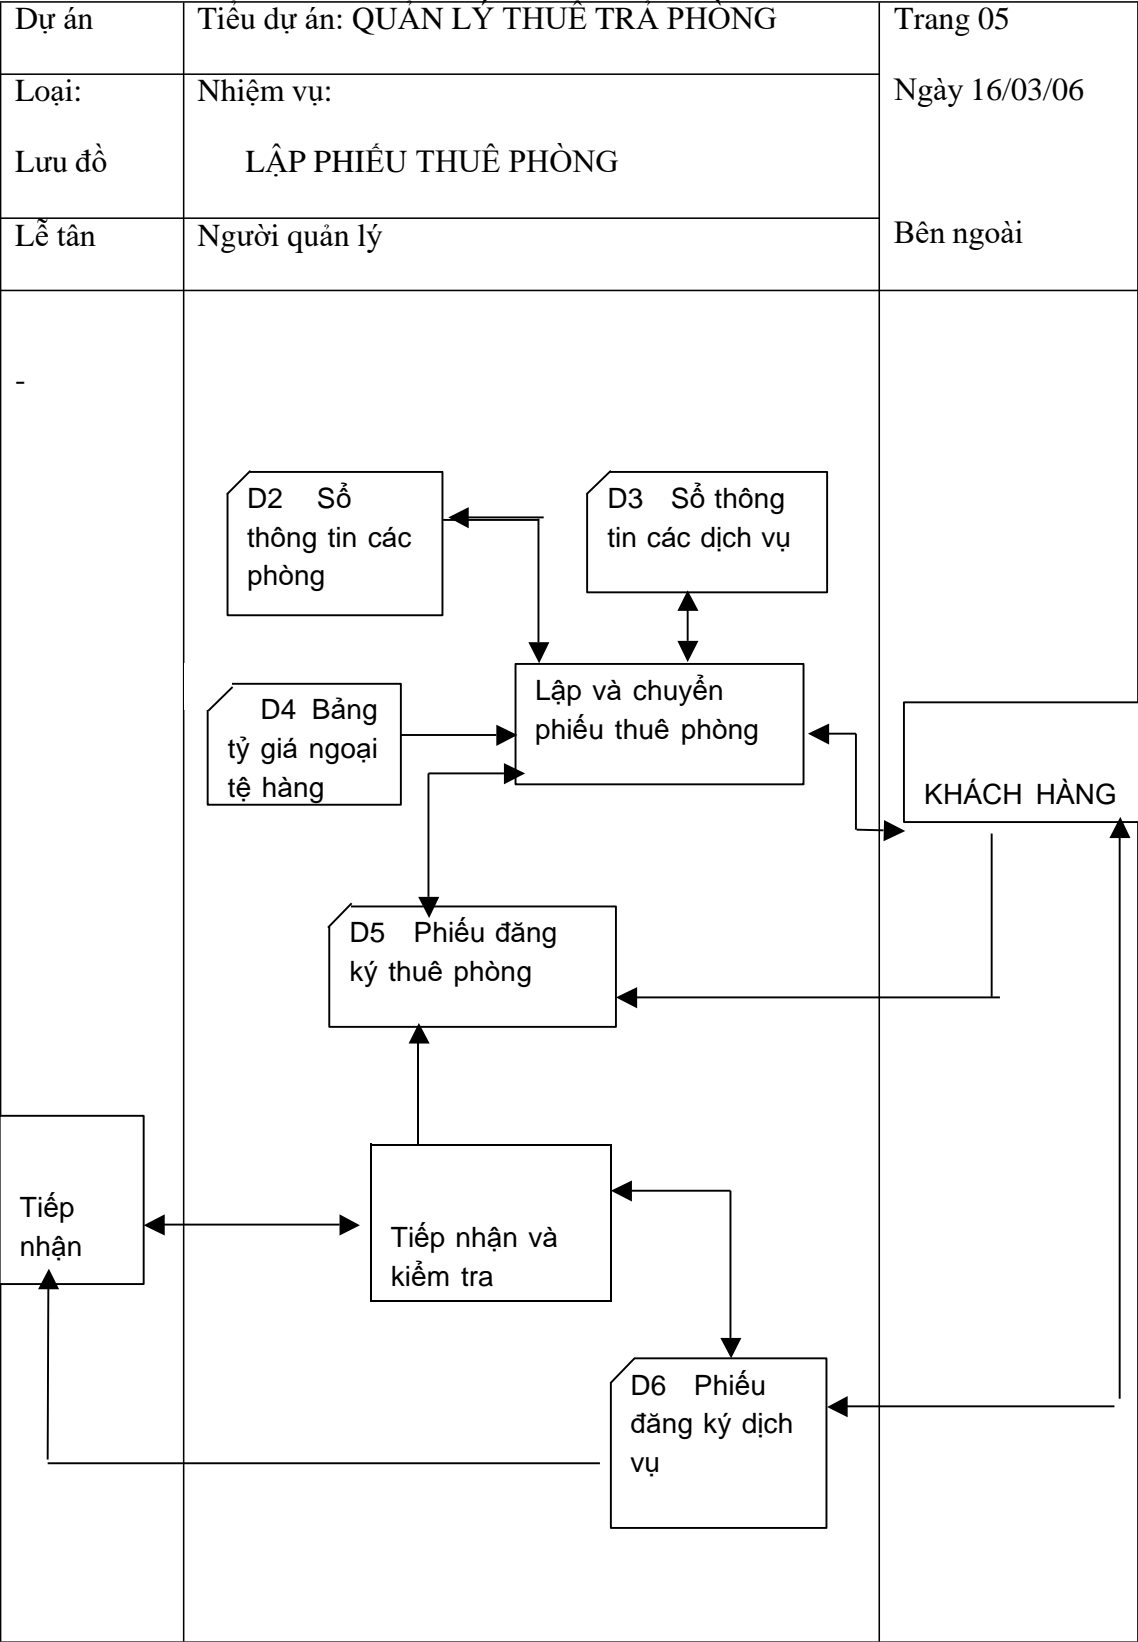 Dự án
Tiểu dự án: QUẢN LÝ THUÊ TRẢ PHÒNG
Trang 05
Loại:
Nhiệm vụ:
Ngày 16/03/06
Lưu đồ
LẬP PHIẾU THUÊ PHÒNG
Lễ tân
Người quản lý
Bên ngoài
-
D2 Sổ
thông tin các
phòng
D3 Sổ thông
tin các dịch vụ
Lập và chuyển
phiếu thuê phòng
D4 Bảng
tỷ giá ngoại
tệ hàng
KHÁCH HÀNG
D5 Phiếu đăng
ký thuê phòng
Tiếp
nhận
Tiếp nhận và
kiểm tra
D6 Phiếu
đăng ký dịch
vụ